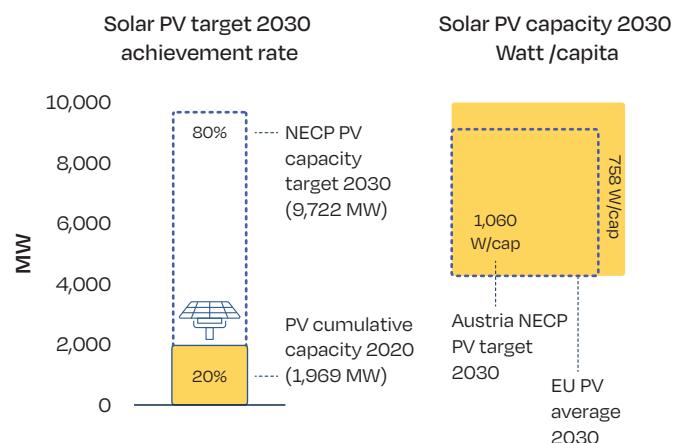 Solar PV target 2030
achievement rate
MW
10,000
8,000
6,000
4,000
2,000
0
80%
20%
NECP PV
capacity
target 2030
(9,722 MW)
PV cumulative
capacity 2020
(1,969 MW)
Solar PV capacity 2030
Watt /capita
758 W/cap
1,060
W/cap
Austria NECP
PV target
2030
EU PV
average
2030